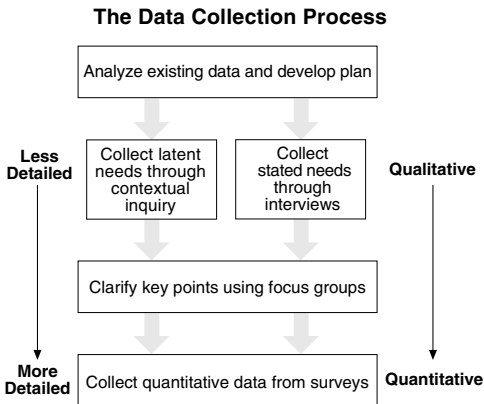 The Data Collection Process
Analyze existing data and develop plan
Less
Detailed
Collect latent
needs through
contextual
inquiry
Collect
stated needs
through
interviews
Qualitative
Clarify key points using focus groups
More
Detailed
Collect quantitative data from surveys
Quantitative